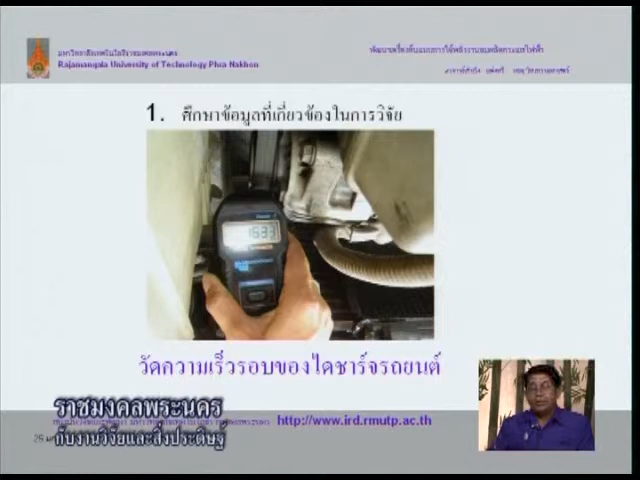 มหาวิทยาลัยเทคโนโลยีราชมงคลพระนคร
Rajamangala University of Technology Phra Nakhon
1. ศึกษาข้อมูลที่เกี่ยวข้องในการวิจัย
1533
วัดความเร็วรอบของไดชาร์จรถยนต์
ราชมงคลพระนคร
http://www.ird.rmutp.ac.th
กับงานวิจัยและสิ่งประดิษฐ์